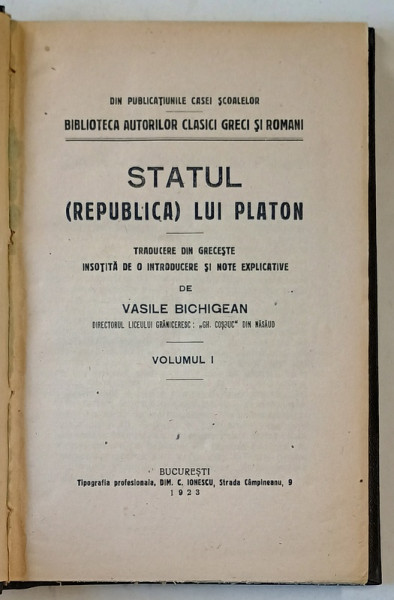 DIN PUBLICAȚIUNILE CASEI ȘCOALELOR
BIBLIOTECA AUTORILOR CLASICI GRECI ȘI ROMANI
STATUL
(REPUBLICA) LUI PLATON
TRADUCERE DIN GRECEȘTE
INSOȚITĂ DE O INTRODUCERE ȘI NOTE EXPLICATIVE
DE
VASILE BICHIGEAN
DIRECTORUL LICEULUI GRĂNICERESC: „GH. COȘBUC“ DIN NĂSĂUD
VOLUMUL I
BUCUREȘTI
Tipografia profesionala, DIM. C. IONESCU, Strada Câmpineanu, 9
1923